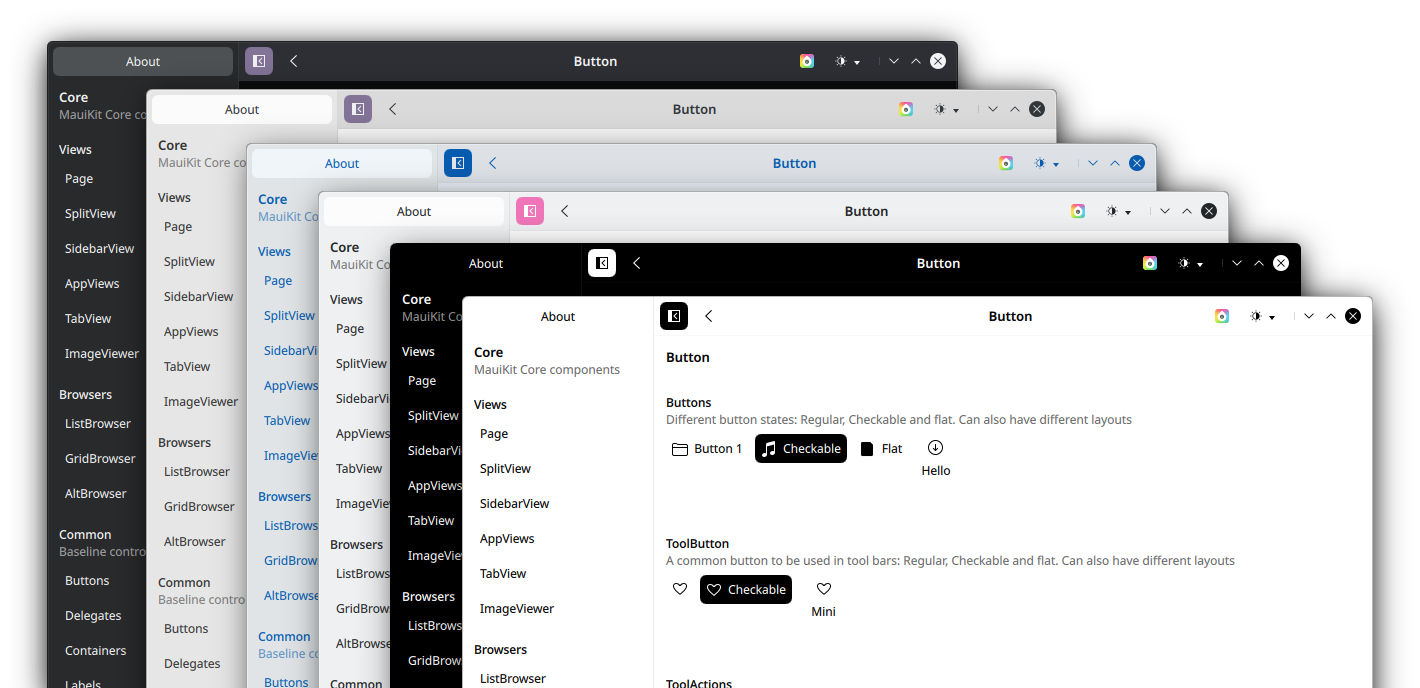 About
Button
Core
MauiKit Core co
Views
Page
SplitView
SidebarView
AppViews
TabView
ImageViewer
Browsers
ListBrowser
GridBrowser
AltBrowser
Common
Baseline contro
Buttons
Delegates
Containers
Labels
About
Button
Core
MauiKit Core co
Views
Page
SplitView
SidebarView
AppViews
TabView
ImageViewer
Browsers
ListBrowser
GridBrowser
AltBrowser
Common
Baseline contro
Buttons
Delegates
About
Button
Core
MauiKit Co
Views
Page
SplitView
SidebarVi
AppViews
TabView
ImageVie
Browsers
ListBrows
GridBrow
AltBrowse
Common
Baseline co
Buttons
About
Button
Core
MauiKit Co
Views
Page
SplitView
SidebarVi
AppViews
TabView
ImageVie
Browsers
ListBrows
GridBrow
AltBrowse
Common
About
Button
Core
MauiKit Co
Views
Page
SplitView
SidebarVi
AppViews
TabView
ImageVie
Browsers
ListBrows
GridBrow
About
Button
Core
MauiKit Core components
Views
Page
SplitView
SidebarView
AppViews
TabView
ImageViewer
Browsers
ListBrowser
Button
Buttons
Different button states: Regular, Checkable and flat. Can also have different layouts
Button 1 Checkable Flat
Hello
ToolButton
A common button to be used in tool bars: Regular, Checkable and flat. Can also have different layouts
Checkable
Mini
ToolActions